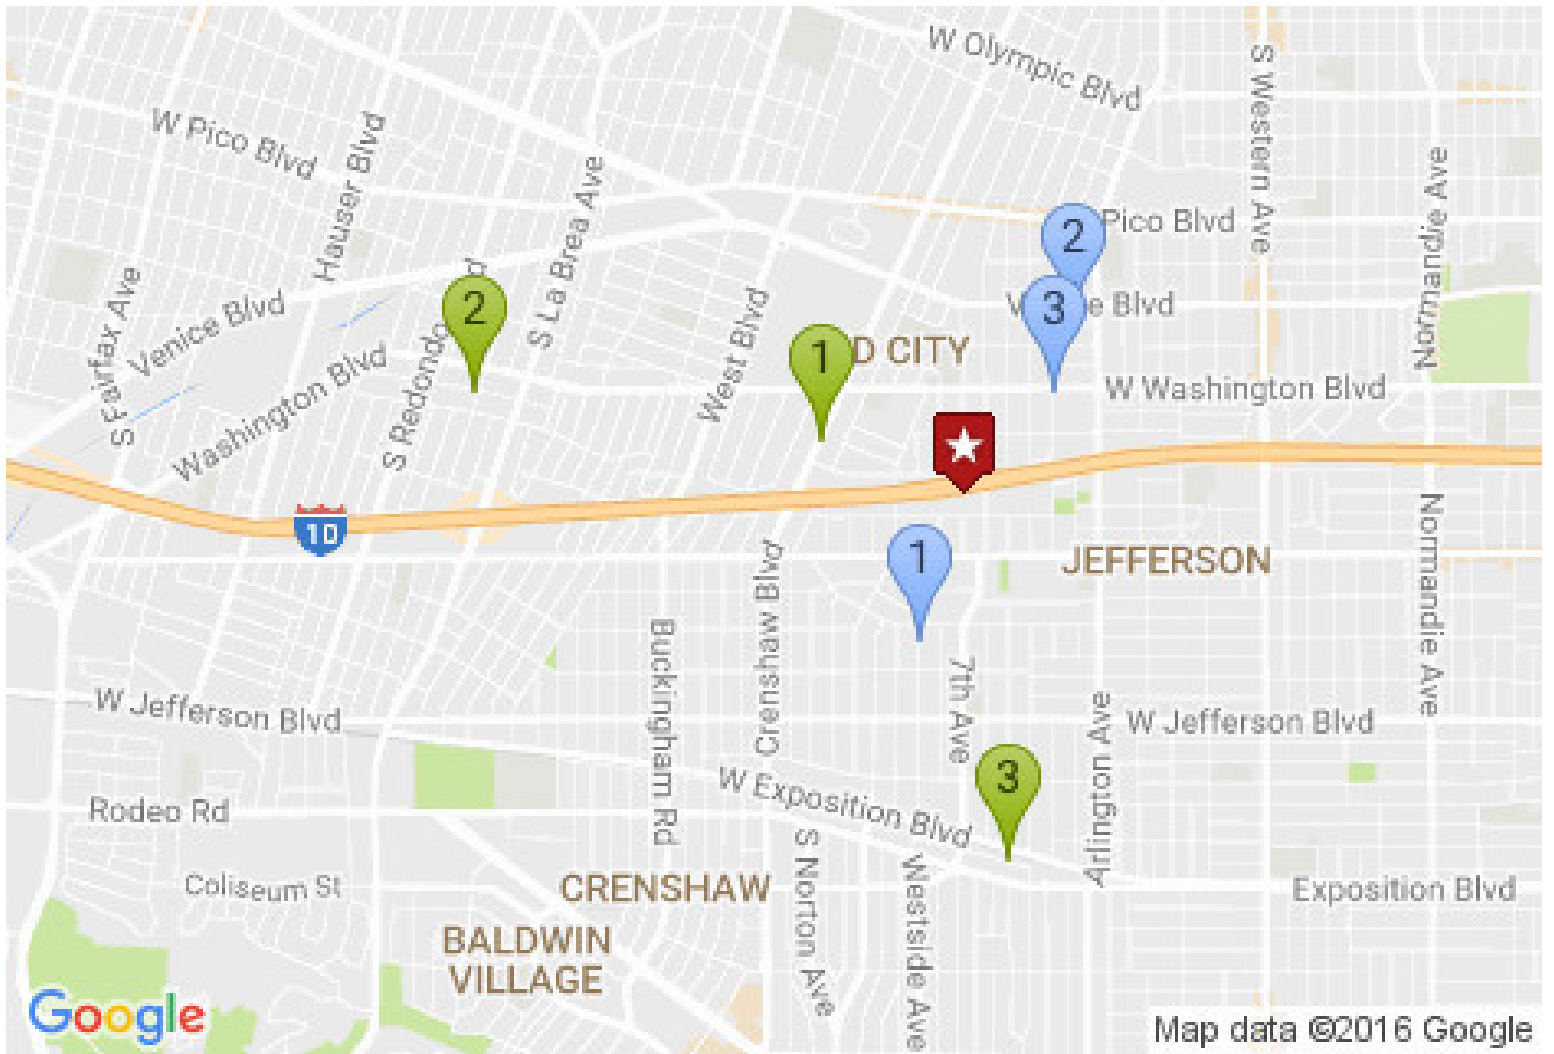 W Olympic Blvd
S Western Ave
W Pico Blvd
Hauser Blvd
S La Brea Ave
Normandie Ave
2
Pico Blvd
2
3
Blvd
S Fairfax Ave
Venice Blvd
S Redondo
West Blvd
1
D CITY
Washington Blvd
W Washington Blvd
10
1
JEFFERSON
Normandie Ave
Crenshaw Blvd
Buckingham Rd
7th Ave
W Jefferson Blvd
Arlington Ave
W Jefferson Blvd
3
W Exposition Blvd
Rodeo Rd
S Norton Ave
Westside Ave
Coliseum St
CRENSHAW
Exposition Blvd
BALDWIN
VILLAGE
Google
Map data ©2016 Google